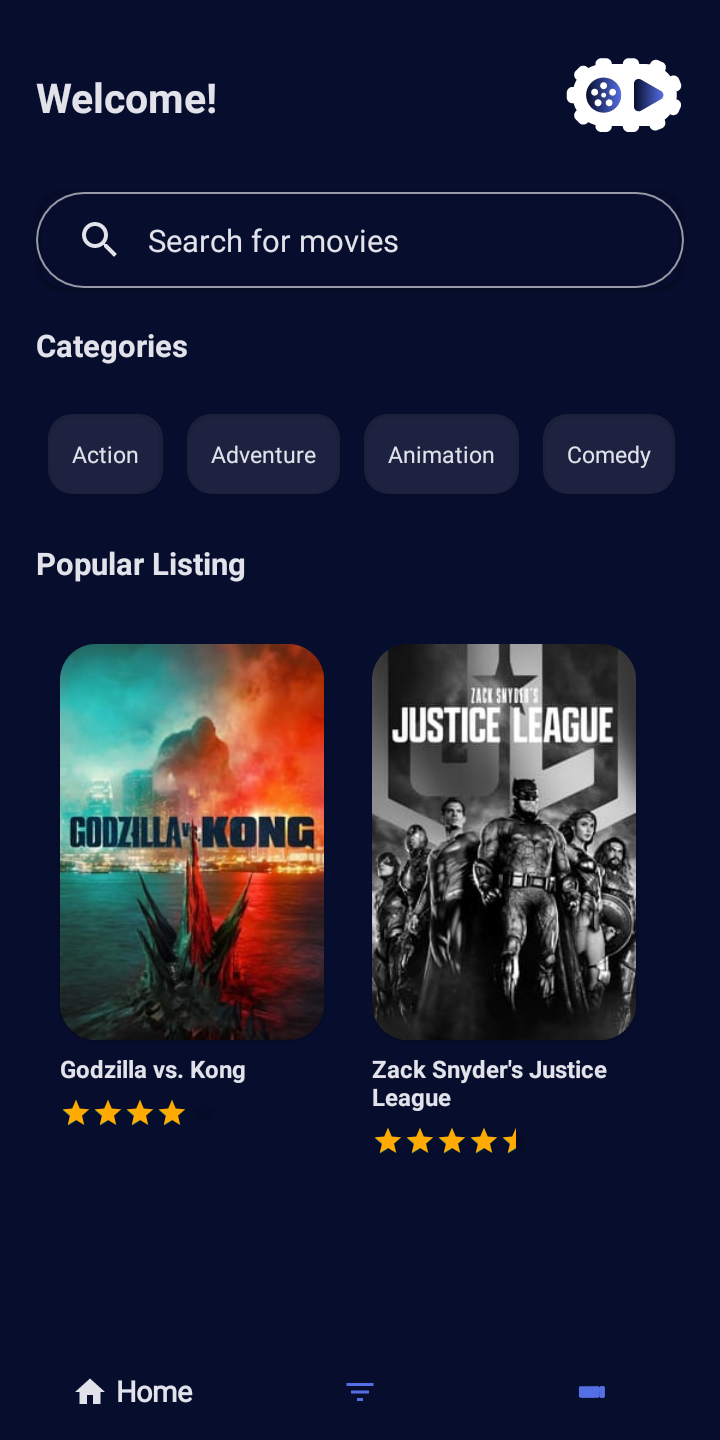 Welcome!
Search for movies
Categories
Action
Adventure
Animation
Comedy
Popular Listing
GODZILLA vs. KONG
ZACK SNYDER'S
JUSTICE LEAGUE
Godzilla vs. Kong
Zack Snyder's Justice
League
Home